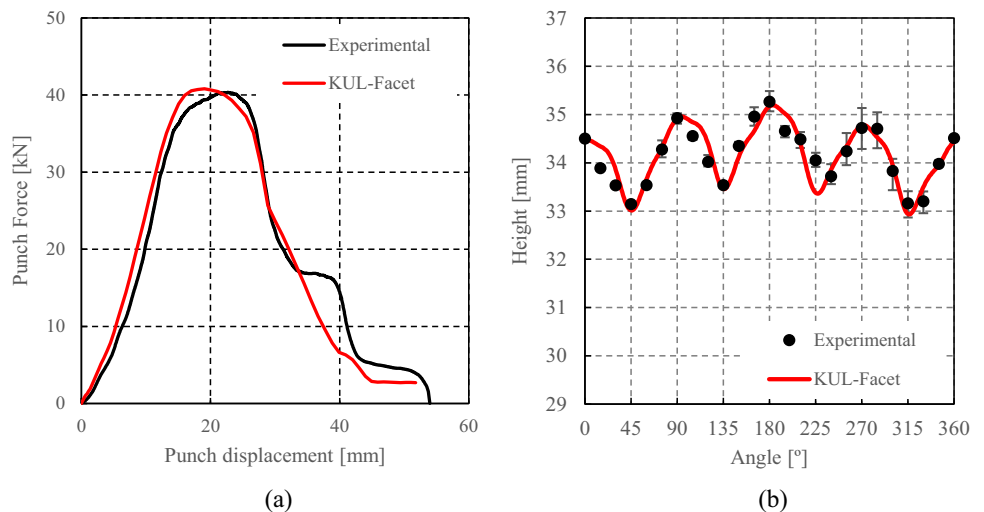 50
40
30
20
10
0
Punch Force [kN]
Experimental
KUL-Facet
0 20 40 60
Punch displacement [mm]
(a)
37
36
35
34
33
32
31
30
29
Height [mm]
Experimental
KUL-Facet
0 45 90 135 180 225 270 315 360
Angle [º]
(b)